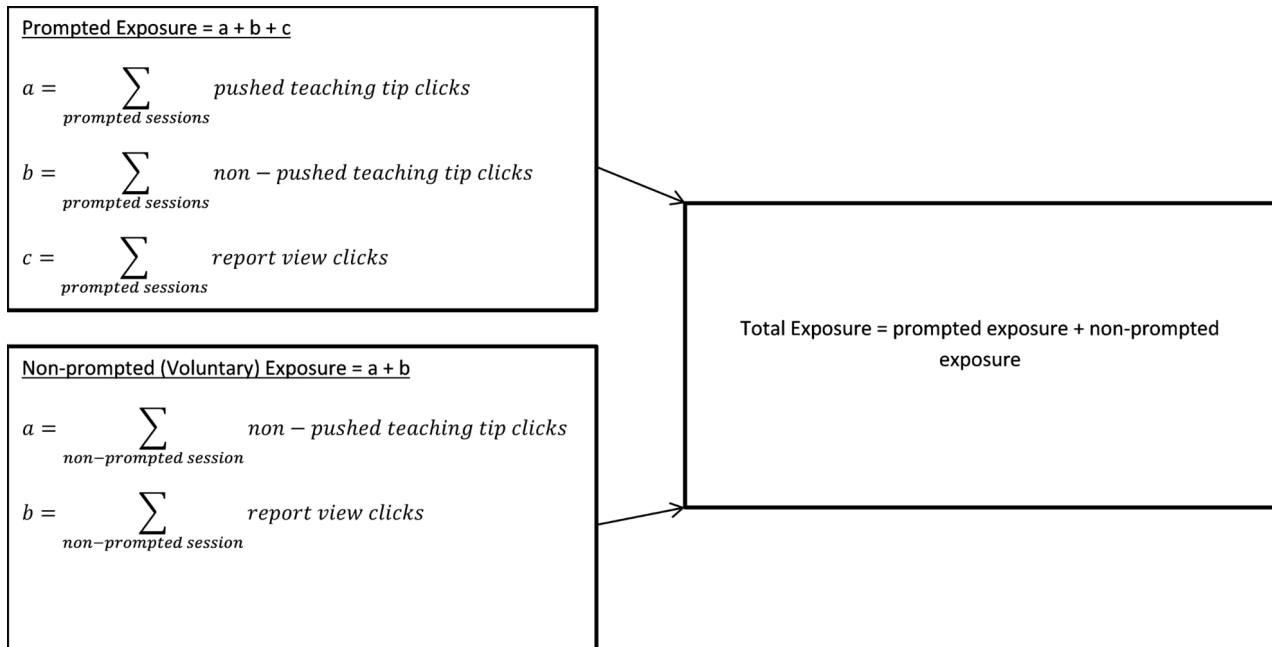 Prompted Exposure = a + b + c
a = ∑ pushed teaching tip clicks
prompted sessions
b = ∑ non − pushed teaching tip clicks
prompted sessions
c = ∑ report view clicks
prompted sessions
Non-prompted (Voluntary) Exposure = a + b
a = ∑ non − pushed teaching tip clicks
non−prompted session
b = ∑ report view clicks
non−prompted session
Total Exposure = prompted exposure + non-prompted
exposure